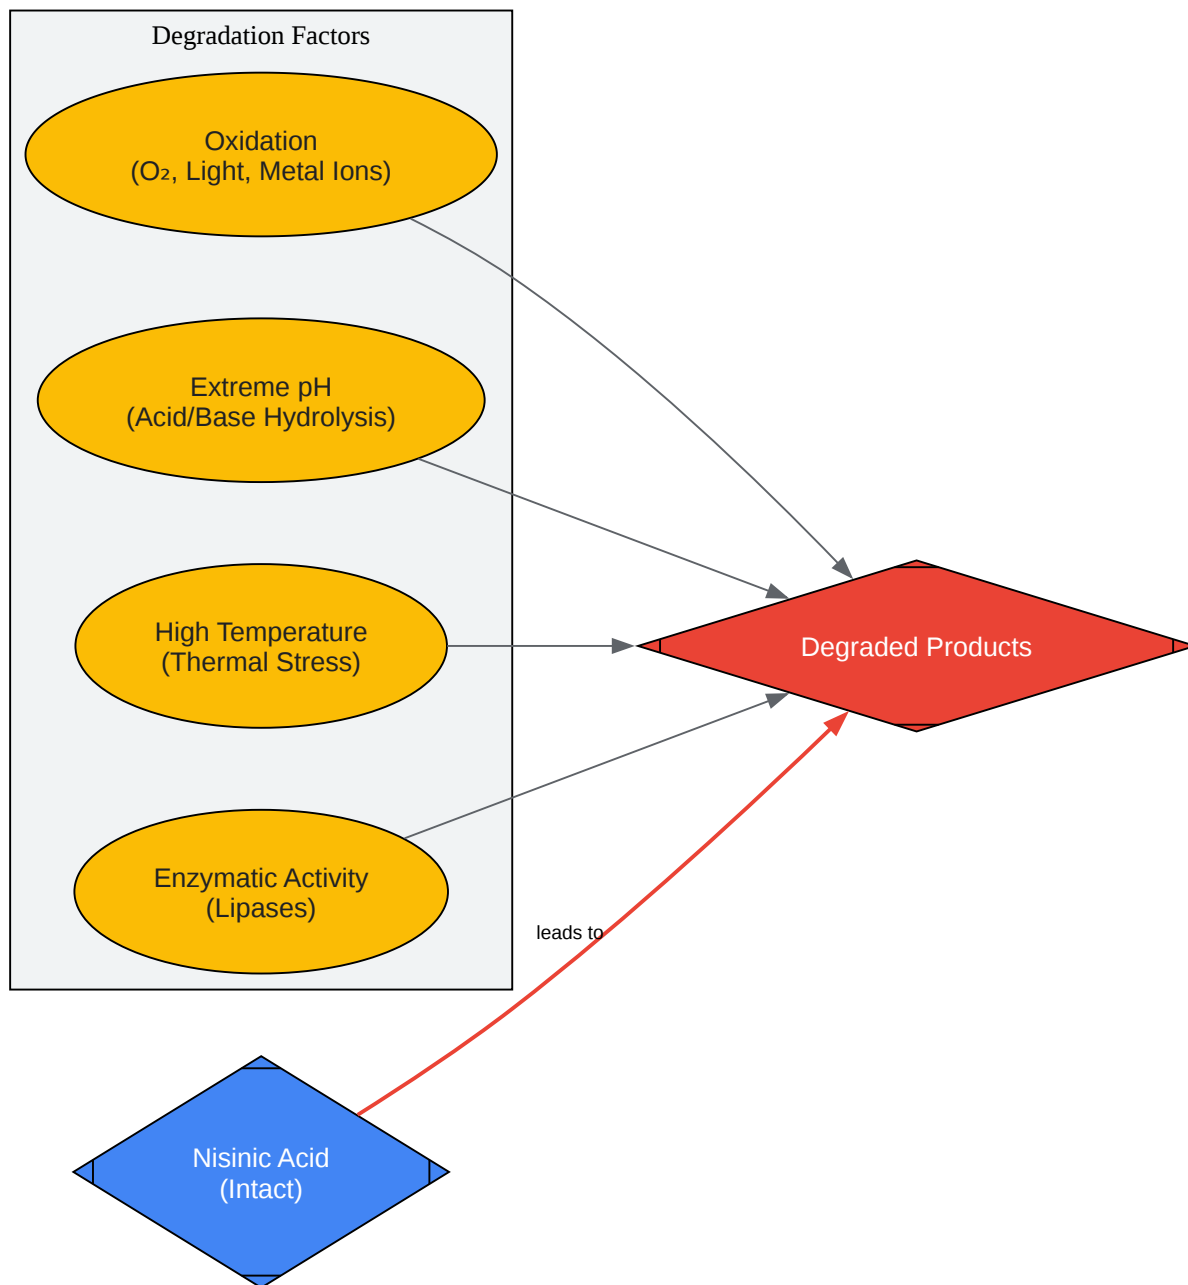 Degradation Factors
Oxidation
(O₂, Light, Metal Ions)
Extreme pH
(Acid/Base Hydrolysis)
High Temperature
(Thermal Stress)
Degraded Products
Enzymatic Activity
(Lipases)
leads to
Nisinic Acid
(Intact)